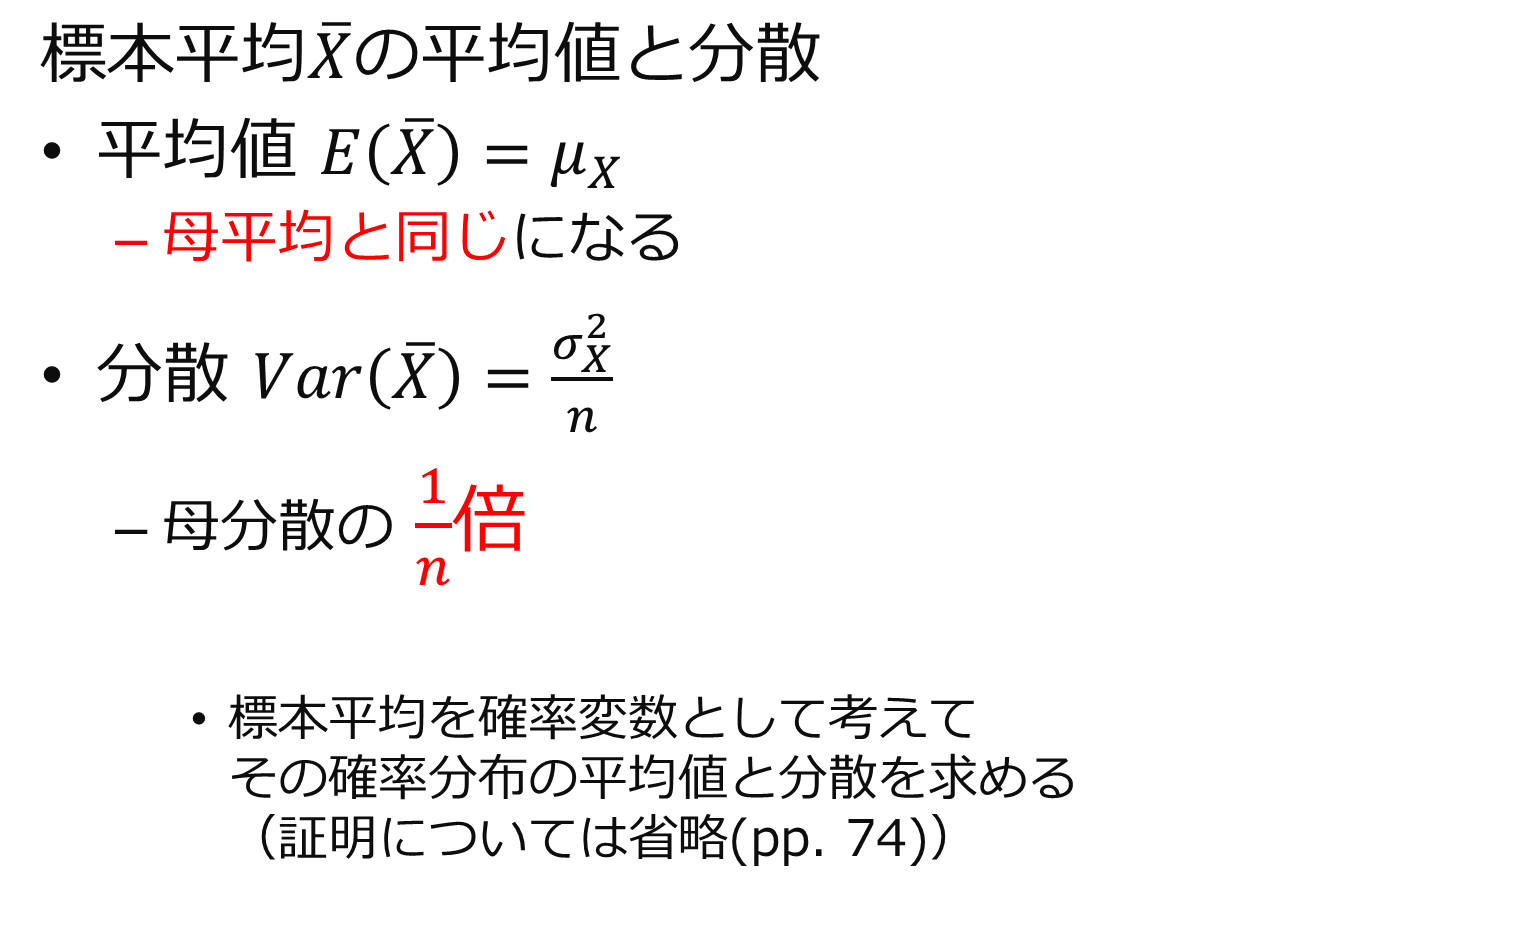 標本平均X̄の平均値と分散
• 平均値 E(X̄) = μ_X
– 母平均と同じになる
• 分散 Var(X̄) = σ_X^2/n
– 母分散の 1/n倍
• 標本平均を確率変数として考えて
その確率分布の平均値と分散を求める
（証明については省略(pp. 74)）